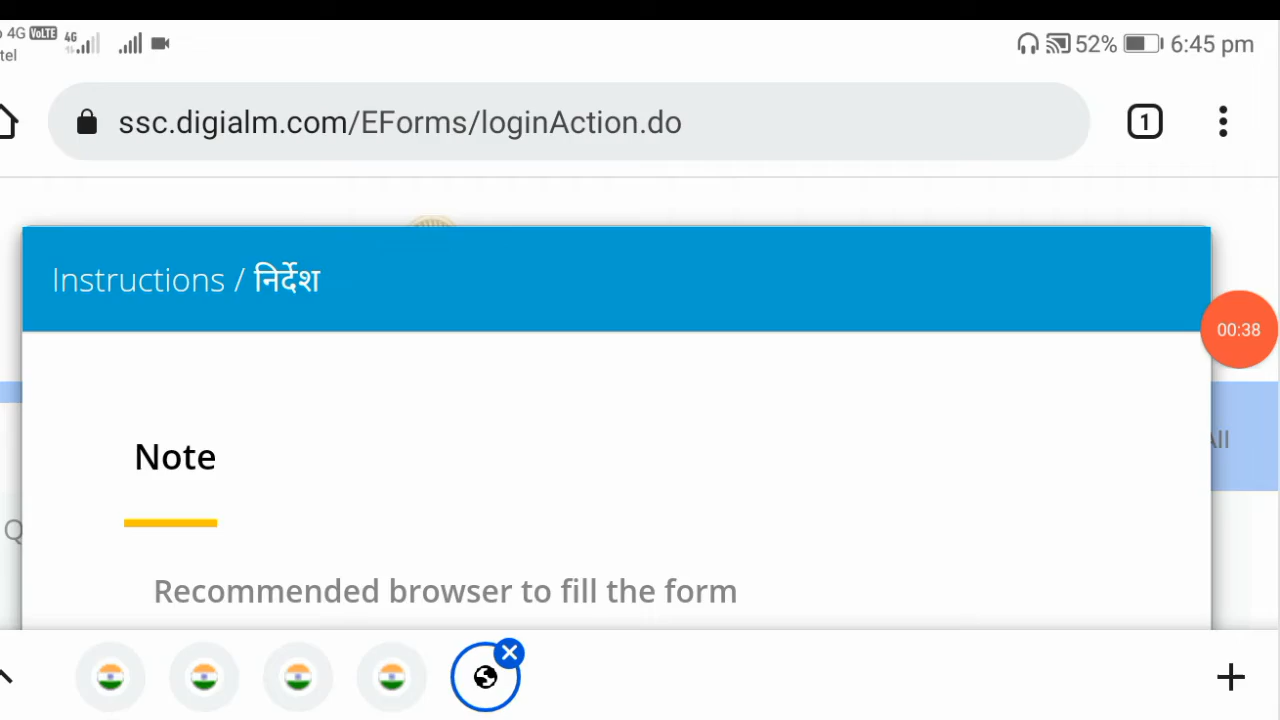 4G VoLTE 4G 52% 6:45 pm
tel
ssc.digialm.com/EForms/loginAction.do 1
Instructions / निर्देश
00:38
All
Note
Q
Recommended browser to fill the form